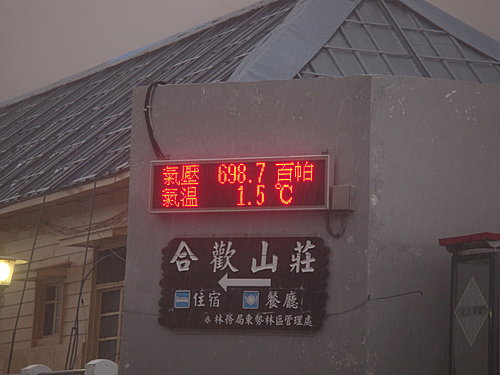 氣壓 698.7 百帕
氣溫 1.5 ℃
合歡山莊
住宿 餐廳
林務局東勢林區管理處